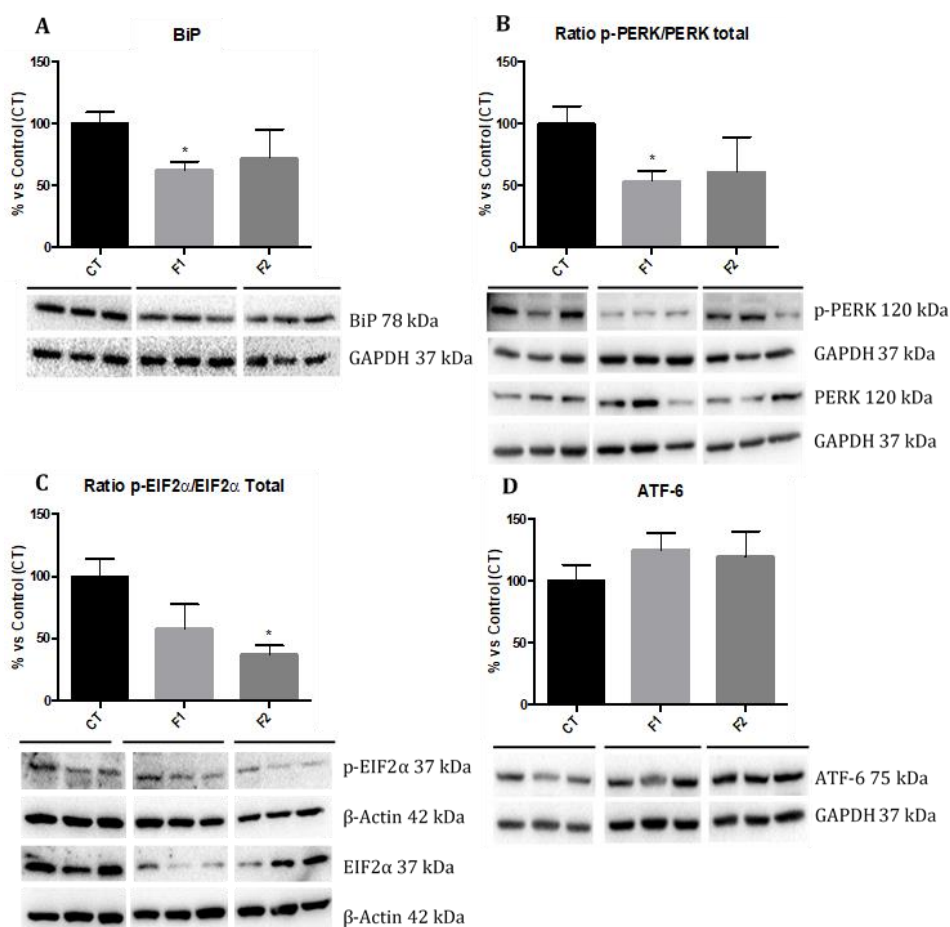 A
BiP
% vs Control (CT)
150
100
50
0
CT
F1
F2
*
BiP 78 kDa
GAPDH 37 kDa
B
Ratio p-PERK/PERK total
% vs Control (CT)
150
100
50
0
CT
F1
F2
*
p-PERK 120 kDa
GAPDH 37 kDa
PERK 120 kDa
GAPDH 37 kDa
C
Ratio p-EIF2α/EIF2α Total
% vs Control (CT)
150
100
50
0
CT
F1
F2
*
p-EIF2α 37 kDa
β-Actin 42 kDa
EIF2α 37 kDa
β-Actin 42 kDa
D
ATF-6
% vs Control (CT)
150
100
50
0
CT
F1
F2
ATF-6 75 kDa
GAPDH 37 kDa